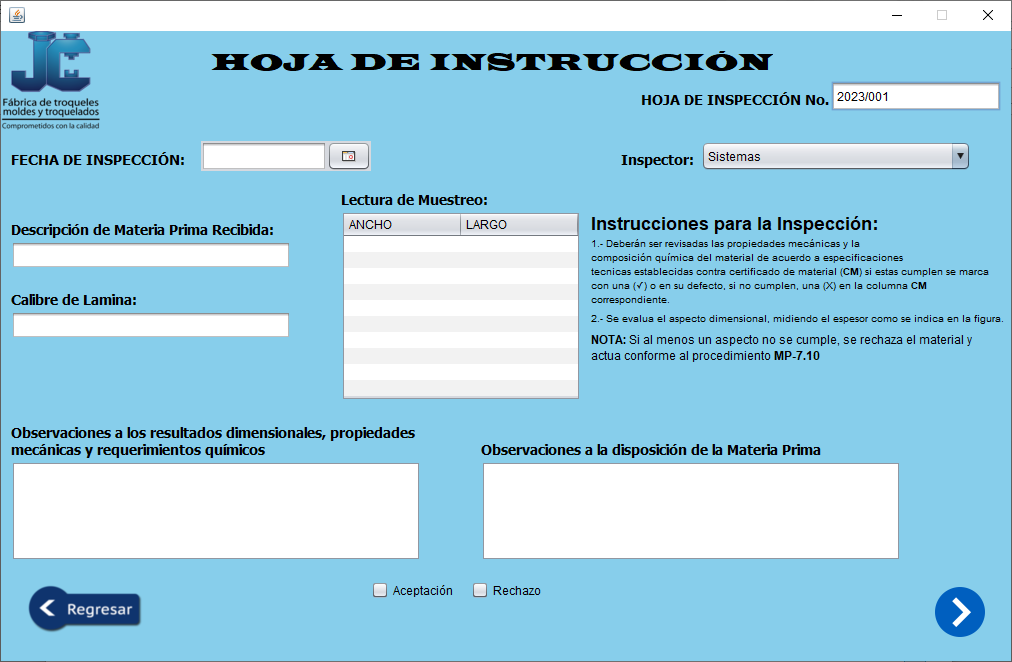 JC
Fábrica de troqueles
moldes y troquelados
Comprometidos con la calidad
HOJA DE INSTRUCCIÓN
HOJA DE INSPECCIÓN No. 2023/001
FECHA DE INSPECCIÓN:
Inspector: Sistemas
Lectura de Muestreo:
ANCHO LARGO
Descripción de Materia Prima Recibida:
Calibre de Lamina:
Instrucciones para la Inspección:
1.- Deberán ser revisadas las propiedades mecánicas y la
composición química del material de acuerdo a especificaciones
tecnicas establecidas contra certificado de material (CM) si estas cumplen se marca
con una (✓) o en su defecto, si no cumplen, una (X) en la columna CM
correspondiente.
2.- Se evalua el aspecto dimensional, midiendo el espesor como se indica en la figura.
NOTA: Si al menos un aspecto no se cumple, se rechaza el material y
actua conforme al procedimiento MP-7.10
Observaciones a los resultados dimensionales, propiedades
mecánicas y requerimientos químicos
Observaciones a la disposición de la Materia Prima
Aceptación
Rechazo
Regresar